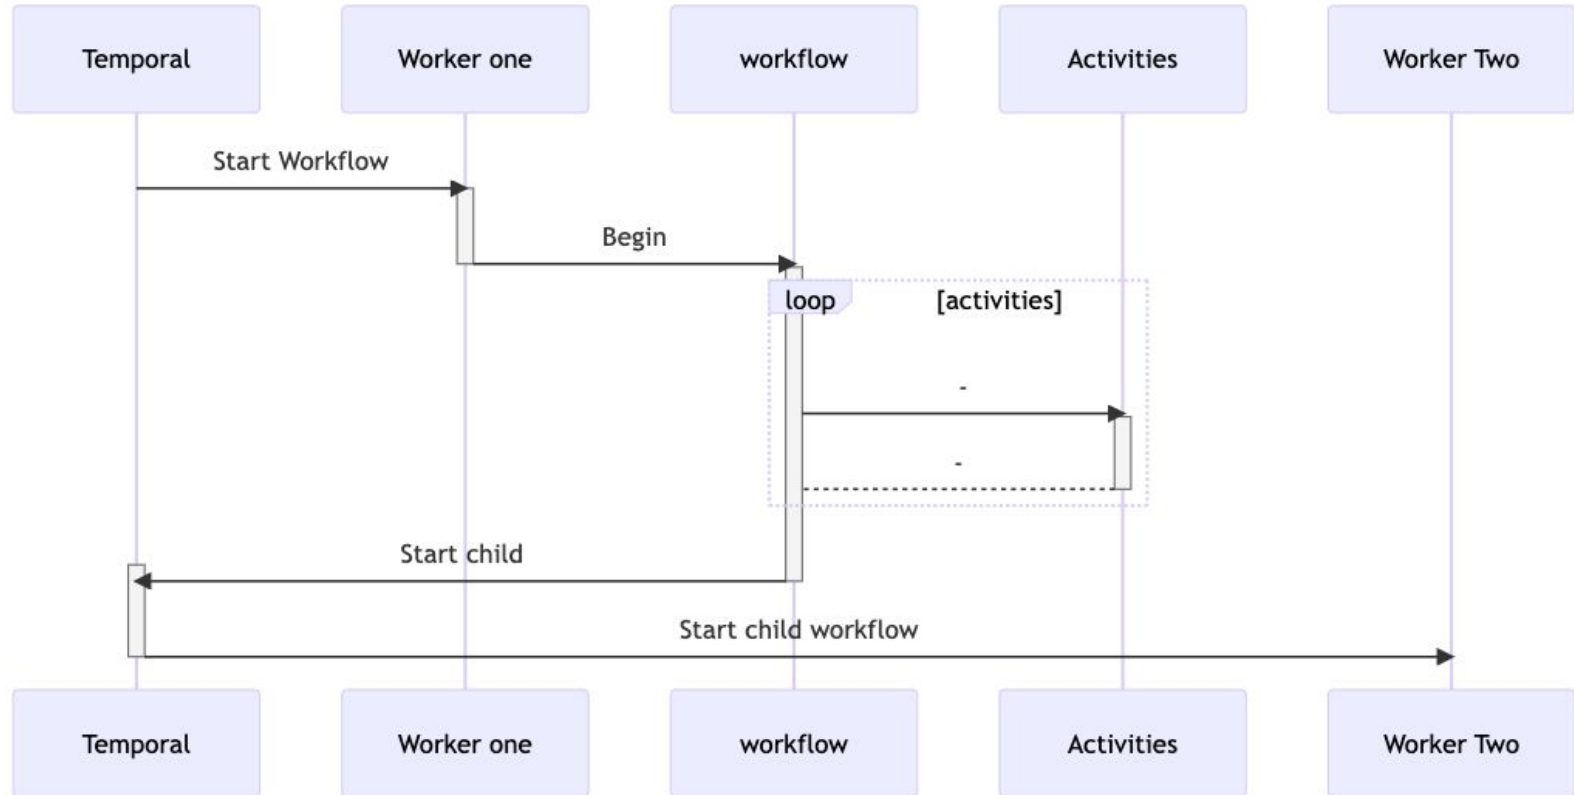 Temporal
Worker one
workflow
Activities
Worker Two
Start Workflow
Begin
loop
[activities]
-
-
Start child
Start child workflow
Temporal
Worker one
workflow
Activities
Worker Two